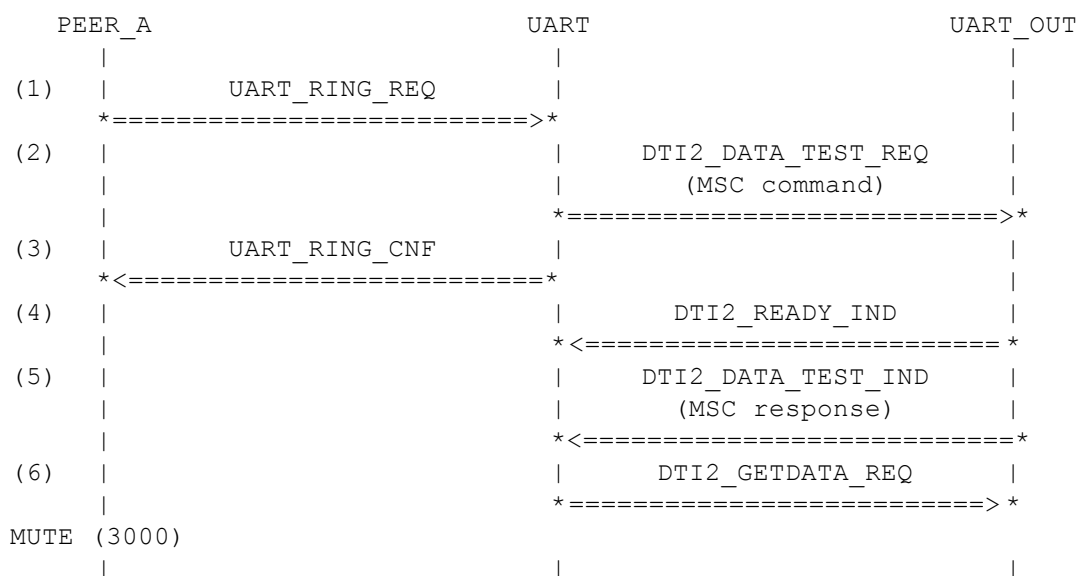 PEER_A UART UART_OUT
| | |
(1) | UART_RING_REQ | |
*==========================>* |
(2) | | DTI2_DATA_TEST_REQ |
| | (MSC command) |
| *===========================>*
(3) | UART_RING_CNF | |
*<==========================* |
(4) | | DTI2_READY_IND |
| *<========================== *
(5) | | DTI2_DATA_TEST_IND |
| | (MSC response) |
| *<===========================*
(6) | | DTI2_GETDATA_REQ |
| *==========================> *
MUTE (3000)
| | |